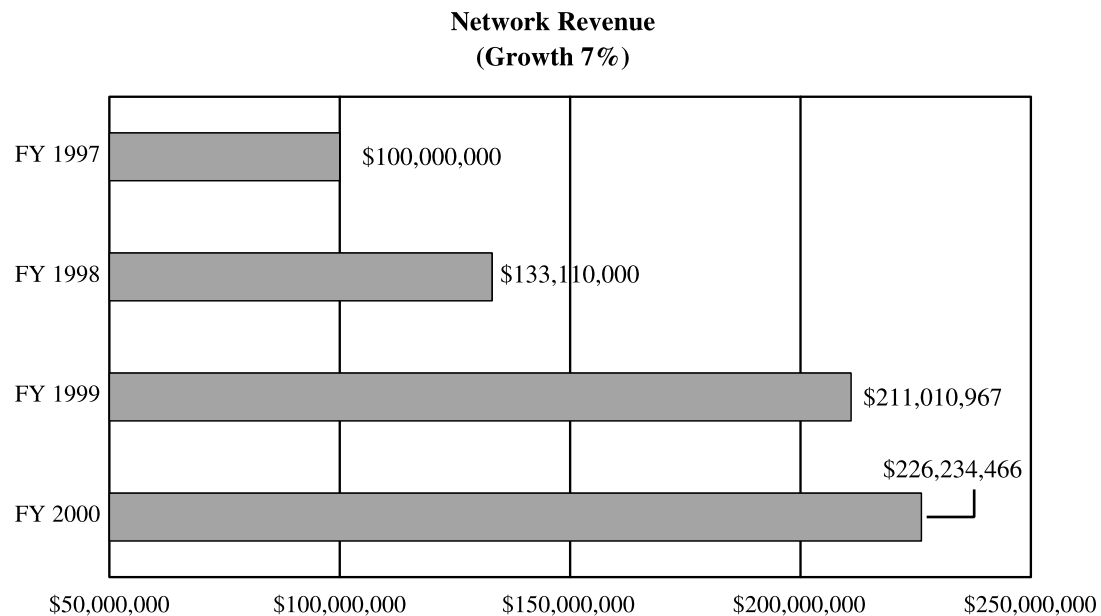 Network Revenue
(Growth 7%)
FY 1997
$100,000,000
FY 1998
$133,110,000
FY 1999
$211,010,967
$226,234,466
FY 2000
$50,000,000 $100,000,000 $150,000,000 $200,000,000 $250,000,000